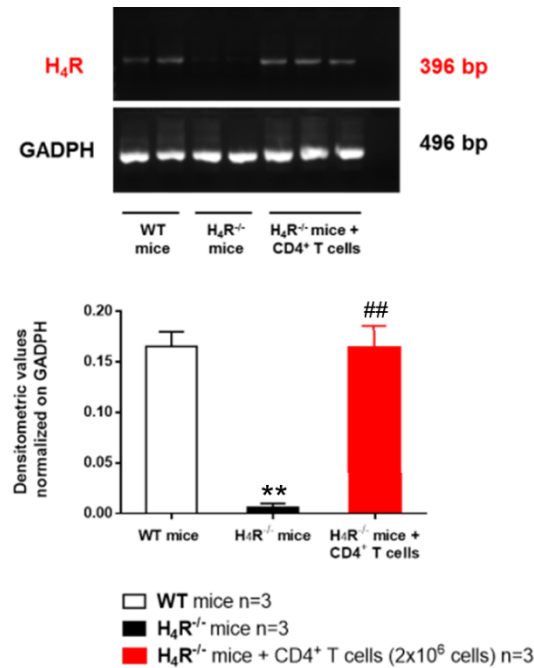 H₄R 396 bp
GADPH 496 bp
WT mice
H₄R⁻/⁻ mice
H₄R⁻/⁻ mice + CD4⁺ T cells
Densitometric values normalized on GADPH
0.20
0.15
0.10
0.05
0.00
**
##
WT mice
H₄R⁻/⁻ mice
H₄R⁻/⁻ mice + CD4⁺ T cells
WT mice n=3
H₄R⁻/⁻ mice n=3
H₄R⁻/⁻ mice + CD4⁺ T cells (2x10⁶ cells) n=3